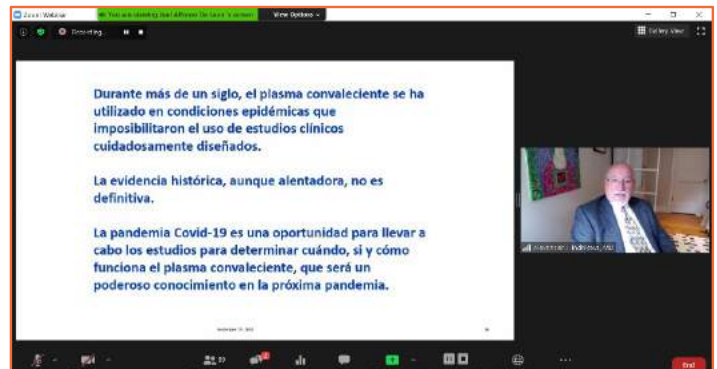 Zoom Webinar
You are viewing
View Options
Recording...
Gallery View
Durante más de un siglo, el plasma convaleciente se ha
utilizado en condiciones epidémicas que
imposibilitaron el uso de estudios clínicos
cuidadosamente diseñados.
La evidencia histórica, aunque alentadora, no es
definitiva.
La pandemia Covid-19 es una oportunidad para llevar a
cabo los estudios para determinar cuándo, si y cómo
funciona el plasma convaleciente, que será un
poderoso conocimiento en la próxima pandemia.
End